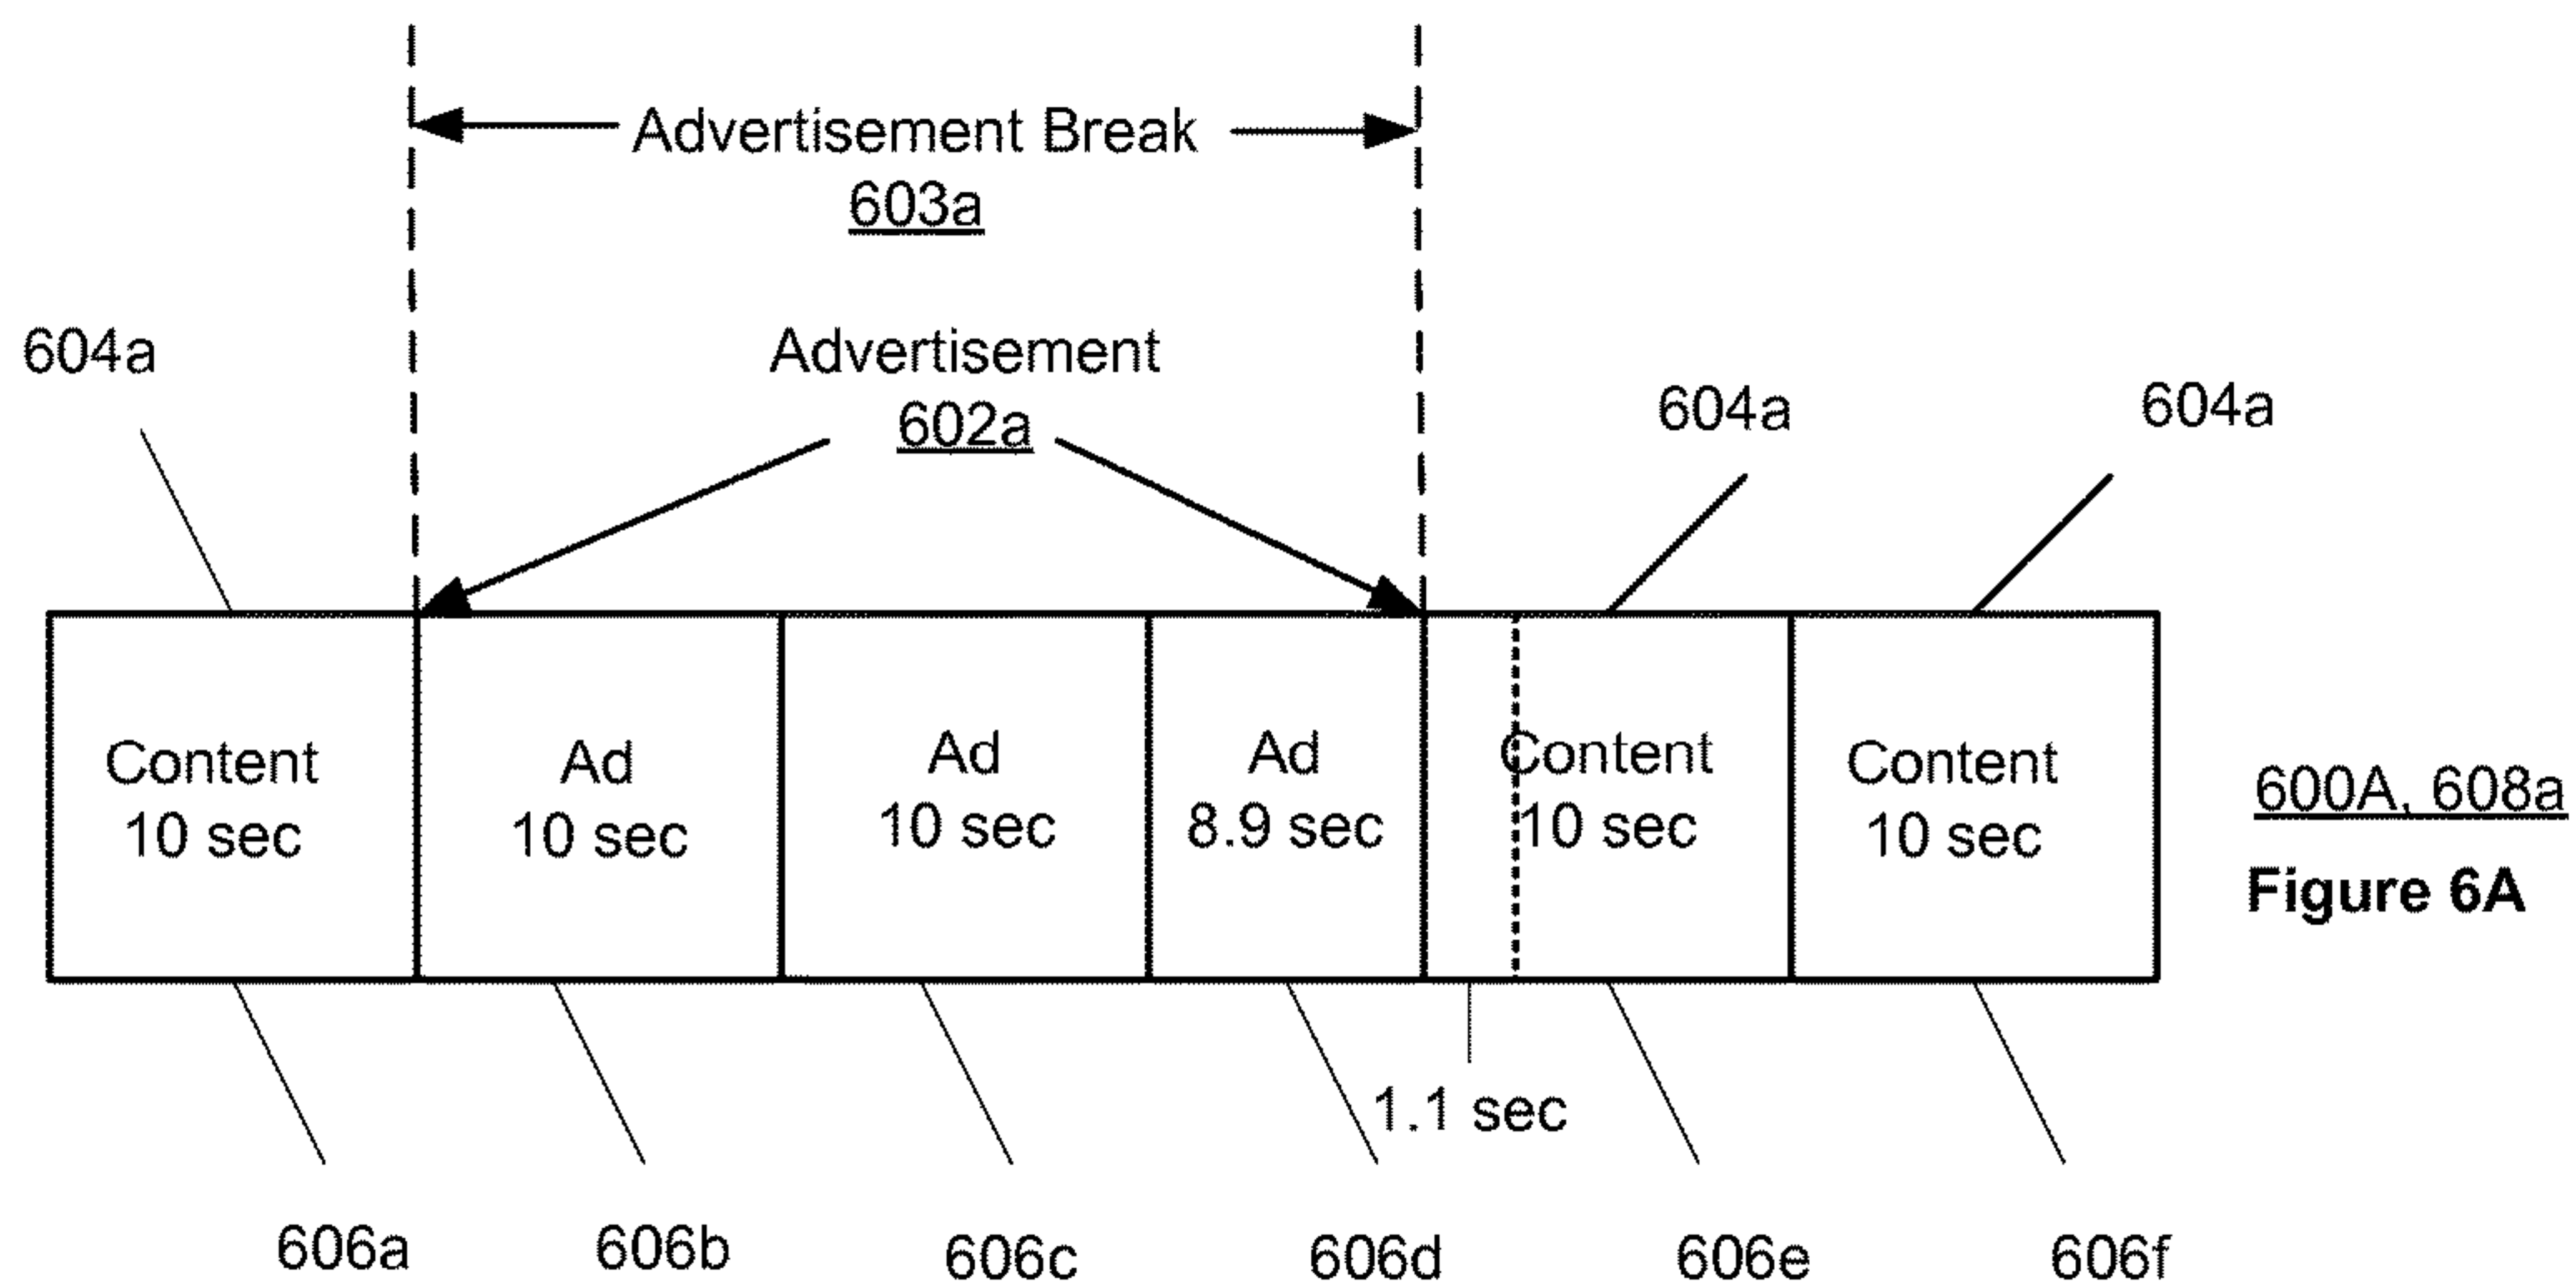 Advertisement Break
603a
604a
Advertisement
602a
604a
604a
Content
10 sec
Ad
10 sec
Ad
10 sec
Ad
8.9 sec
Content
10 sec
Content
10 sec
600A, 608a
Figure 6A
1.1 sec
606a
606b
606c
606d
606e
606f